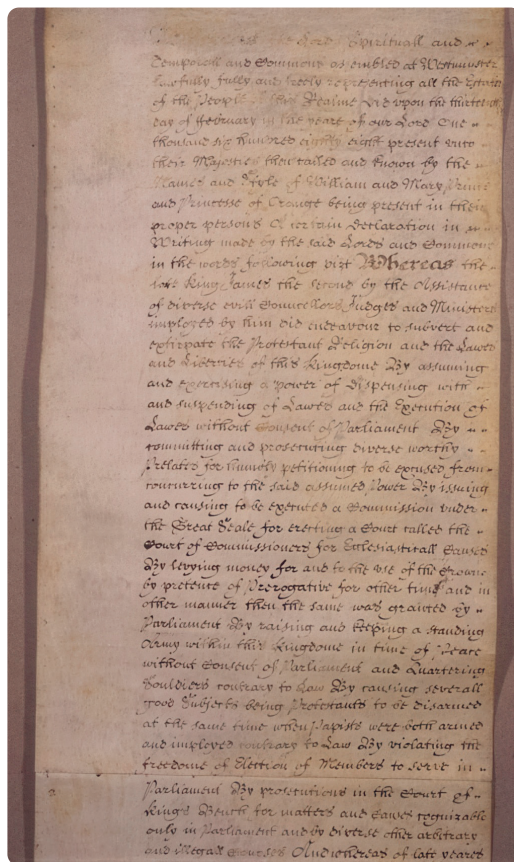 Whereas the Lords Spirituall and
Temporall and Commons assembled at Westminster
lawfully fully and freely representing all the Estates
of the People of this Realme did upon the thirteenth
day of February in the yeare of our Lord One
thousand six hundred eighty eight present unto
their Majesties then called and known by the
Names and Style of William and Mary Prince
and Princesse of Orange being present in their
proper persons A certain Declaration in
Writing made by the said Lords and Commons
in the words following vizt Whereas the
late King James the second by the Assistance
of diverse evill Councellors Judges and Ministers
imployed by him did endeavour to subvert and
extirpate the Protestant Religion and the Lawes
and Liberties of this Kingdome By assuming
and exercising a power of Dispensing with
and suspending of Lawes and the Execution of
Lawes without Consent of Parliament By
committing and prosecuting diverse worthy
Prelates for humbly petitioning to be excused from
concurring to the said assumed Power By issuing
and causing to be executed a Commission under
the Great Seale for erecting a Court called the
Court of Commissioners for Ecclesiasticall Causes
By levying money for and to the use of the Crowne
by pretence of Prerogative for other time and in
other manner then the same was granted by
Parliament By raising and keeping a standing
Army within this Kingdome in time of Peace
without Consent of Parliament and Quartering
Souldiers contrary to Law By causing severall
good Subjects being Protestants to be disarmed
at the same time when Papists were both armed
and imployed contrary to Law By violating the
freedome of Election of Members to serve in
Parliament By prosecutions in the Court of
Kings Bench for matters and Causes cognizable
only in Parliament and by diverse other arbitrary
and illegall Courses And whereas of late yeares